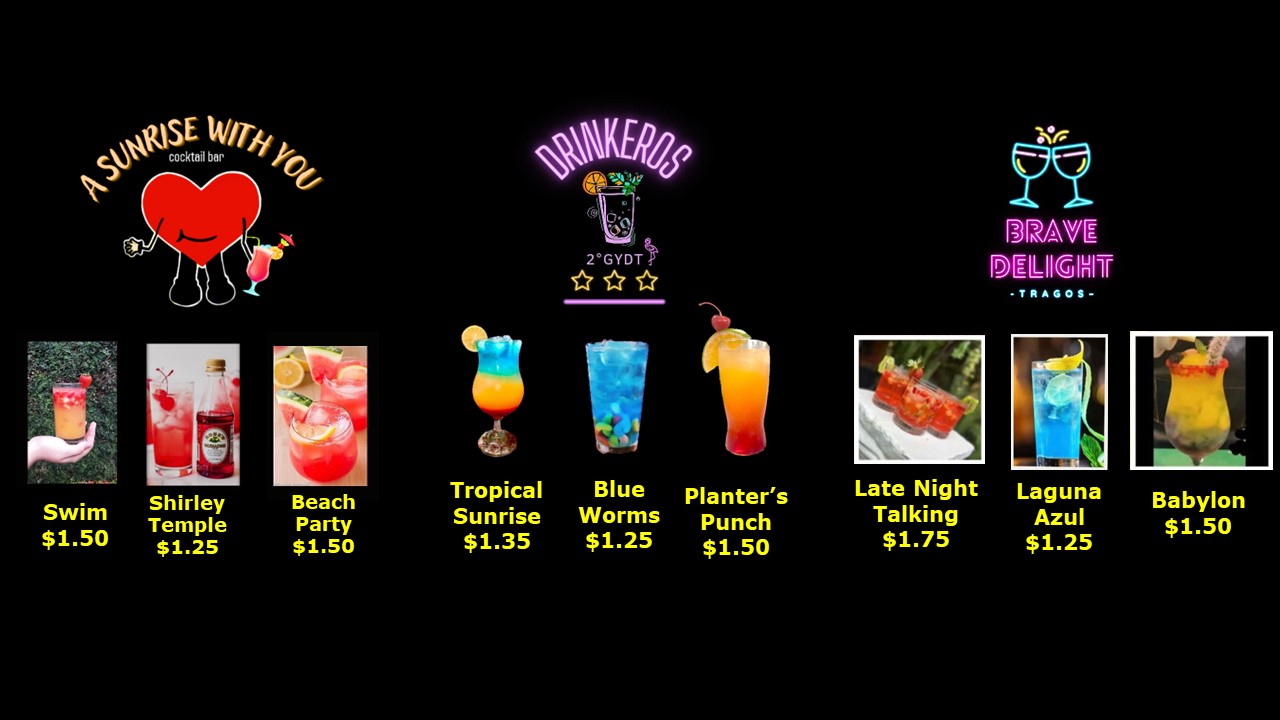 A SUNRISE WITH YOU
cocktail bar
Swim
$1.50
Shirley
Temple
$1.25
Beach
Party
$1.50
DRINKEROS
2°GYDT
Tropical
Sunrise
$1.35
Blue
Worms
$1.25
Planter’s
Punch
$1.50
BRAVE
DELIGHT
-TRAGOS-
Late Night
Talking
$1.75
Laguna
Azul
$1.25
Babylon
$1.50